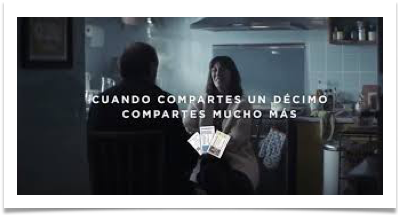 CUANDO COMPARTES UN DÉCIMO
COMPARTES MUCHO MÁS